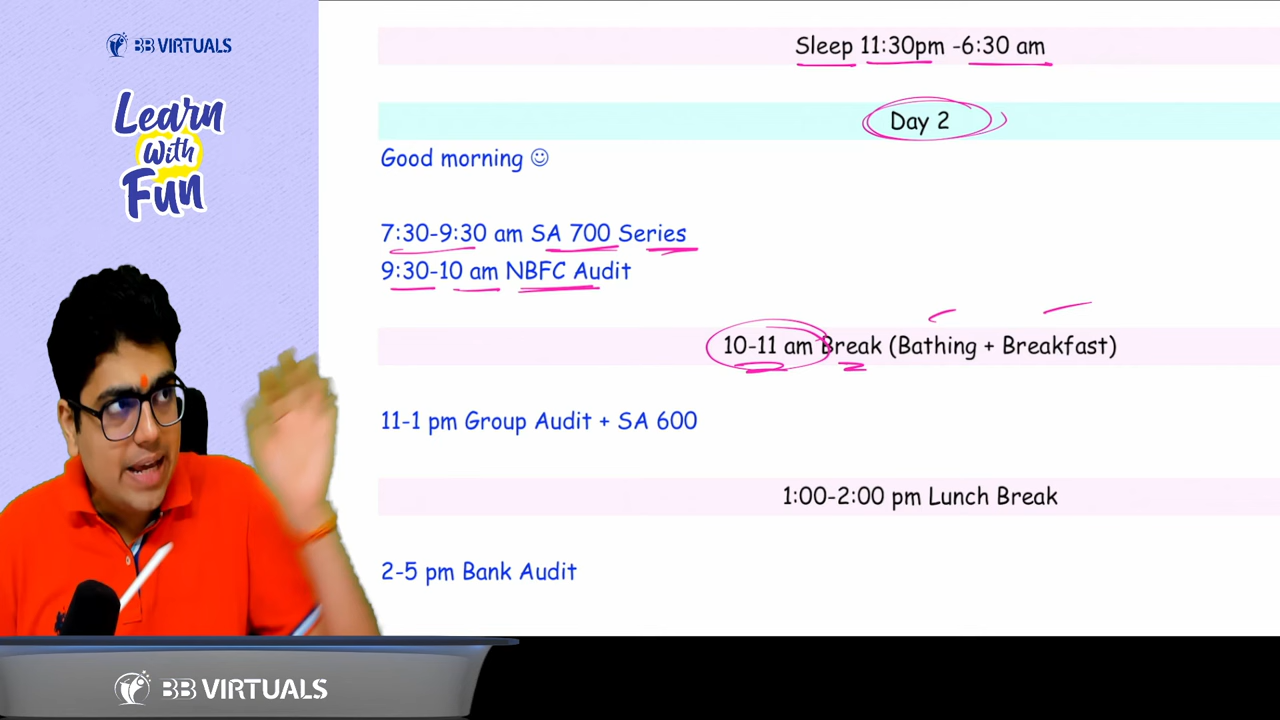 BB VIRTUALS
Learn
With
Fun
Sleep 11:30pm -6:30 am
Day 2
Good morning ☺
7:30-9:30 am SA 700 Series
9:30-10 am NBFC Audit
10-11 am Break (Bathing + Breakfast)
11-1 pm Group Audit + SA 600
1:00-2:00 pm Lunch Break
2-5 pm Bank Audit
BB VIRTUALS